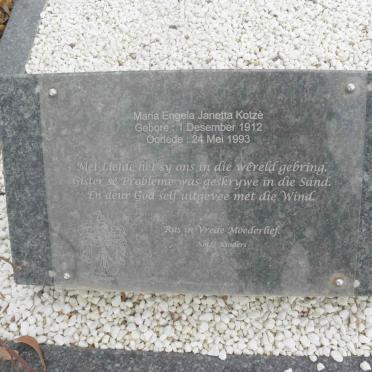 Maria Engela Janetta Kotzè
Gebore : 1 Desember 1912
Oorlede : 24 Mei 1993
Met Liefde het sy ons in die wêreld gebring.
Gister se Probleme was geskrywe in die Sand.
En deur God self uitgevee met die Wind.
Rus in Vrede Moederlief.
Kinders